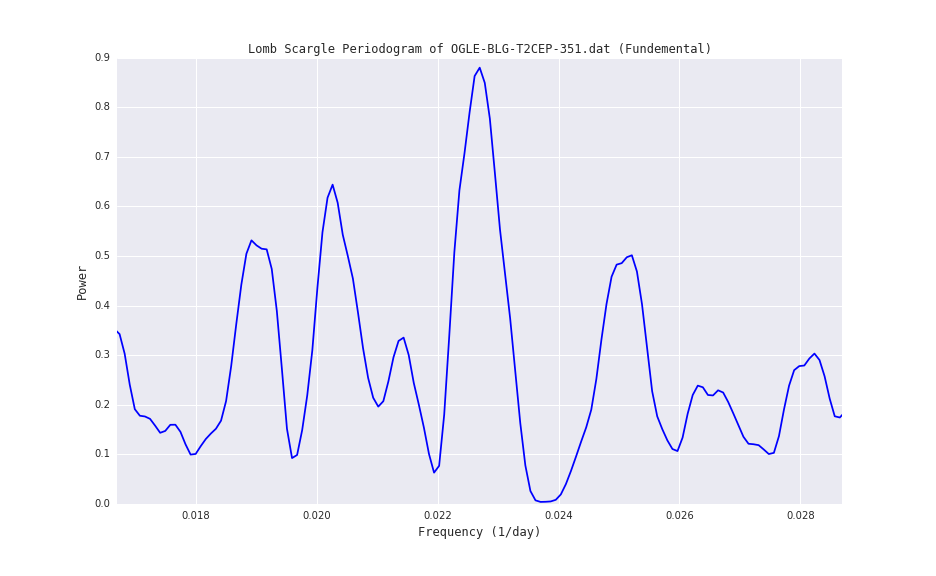 Lomb Scargle Periodogram of OGLE-BLG-T2CEP-351.dat (Fundemental)
0.9
0.8
0.7
0.6
0.5
0.4
0.3
0.2
0.1
0.0
Power
0.018 0.020 0.022 0.024 0.026 0.028
Frequency (1/day)